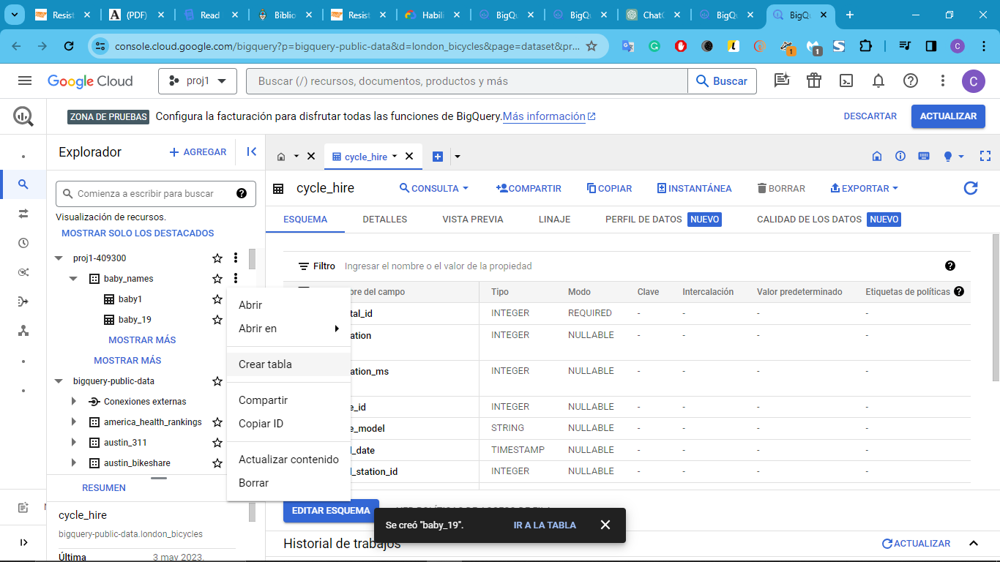 Resist
(PDF)
Read
Biblio
Resist
Habili
BigQu
BigQu
ChatG
BigQu
BigQu
console.cloud.google.com/bigquery?p=bigquery-public-data&d=london_bicycles&page=dataset&pr...
1
1
C
Google Cloud
proj1
Buscar (/) recursos, documentos, productos y más
Buscar
C
ZONA DE PRUEBAS Configura la facturación para disfrutar todas las funciones de BigQuery. Más información
DESCARTAR
ACTUALIZAR
Explorador
AGREGAR
cycle_hire
Comienza a escribir para buscar
Visualización de recursos.
MOSTRAR SOLO LOS DESTACADOS
proj1-409300
baby_names
baby1
baby_19
MOSTRAR MÁS
MOSTRAR MÁS
bigquery-public-data
Conexiones externas
america_health_rankings
austin_311
austin_bikeshare
RESUMEN
cycle_hire
bigquery-public-data.london_bicycles
Última 3 may 2023,
Abrir
Abrir en
Crear tabla
Compartir
Copiar ID
Actualizar contenido
Borrar
cycle_hire
CONSULTA
COMPARTIR
COPIAR
INSTANTÁNEA
BORRAR
EXPORTAR
ESQUEMA
DETALLES
VISTA PREVIA
LINAJE
PERFIL DE DATOS NUEVO
CALIDAD DE LOS DATOS NUEVO
Filtro Ingresar el nombre o el valor de la propiedad
bre del campo Tipo Modo Clave Intercalación Valor predeterminado Etiquetas de políticas
tal_id INTEGER REQUIRED - - - -
ation INTEGER NULLABLE - - - -
ation_ms INTEGER NULLABLE - - - -
e_id INTEGER NULLABLE - - - -
e_model STRING NULLABLE - - - -
d_date TIMESTAMP NULLABLE - - - -
d_station_id INTEGER NULLABLE - - - -
EDITAR ESQUEMA
Se creó "baby_19".
IR A LA TABLA
Historial de trabajos
ACTUALIZAR